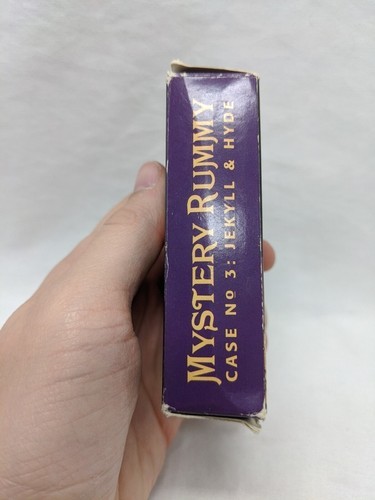 MYSTERY RUMMY
CASE Nº 3: JEKYLL & HYDE